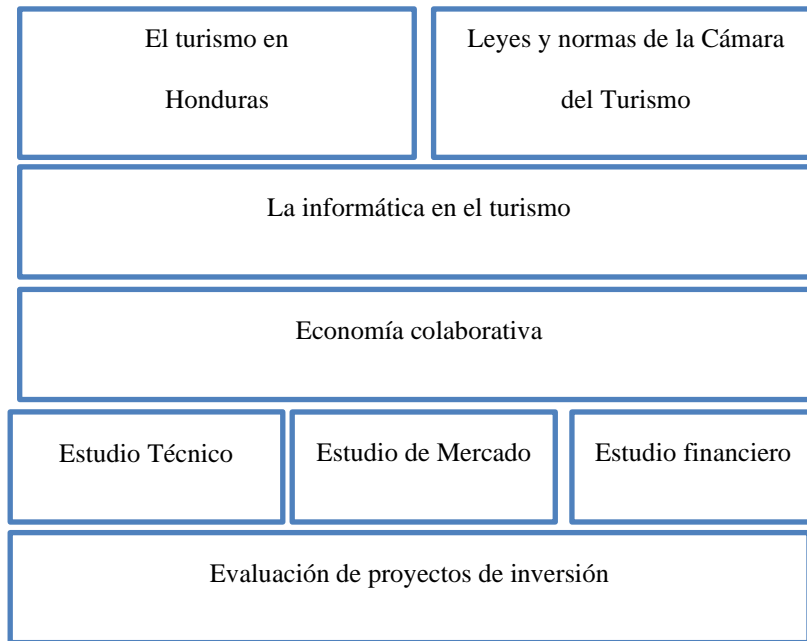 El turismo en
Honduras
Leyes y normas de la Cámara
del Turismo
La informática en el turismo
Economía colaborativa
Estudio Técnico
Estudio de Mercado
Estudio financiero
Evaluación de proyectos de inversión